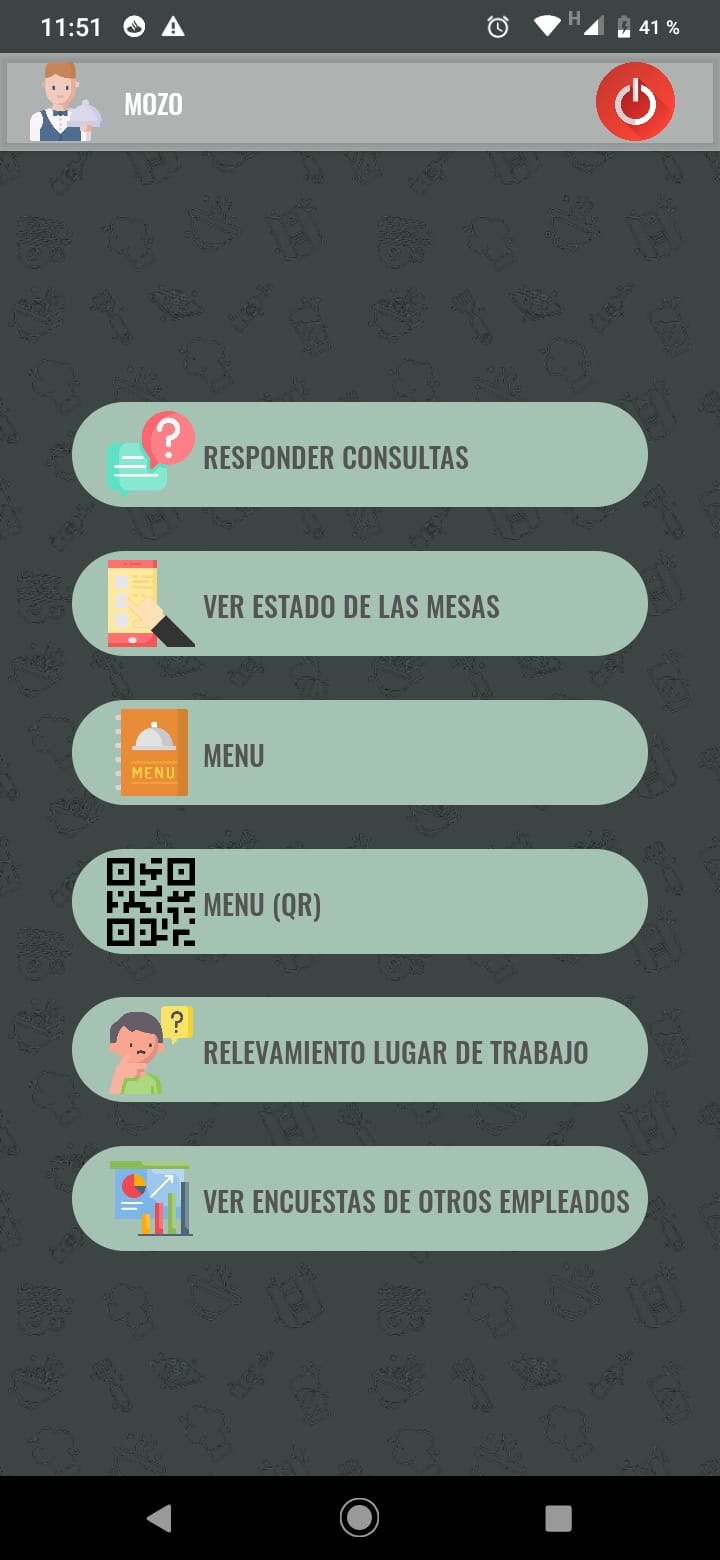 11:51
H
41 %
MOZO
RESPONDER CONSULTAS
VER ESTADO DE LAS MESAS
MENU
MENU
MENU (QR)
RELEVAMIENTO LUGAR DE TRABAJO
VER ENCUESTAS DE OTROS EMPLEADOS